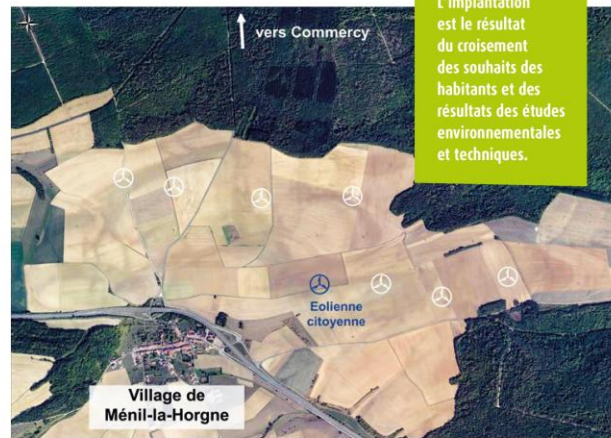 vers Commercy
L'implantation
est le résultat
du croisement
des souhaits des
habitants et des
résultats des études
environnementales
et techniques.
Eolienne
citoyenne
Village de
Ménil-la-Horgne